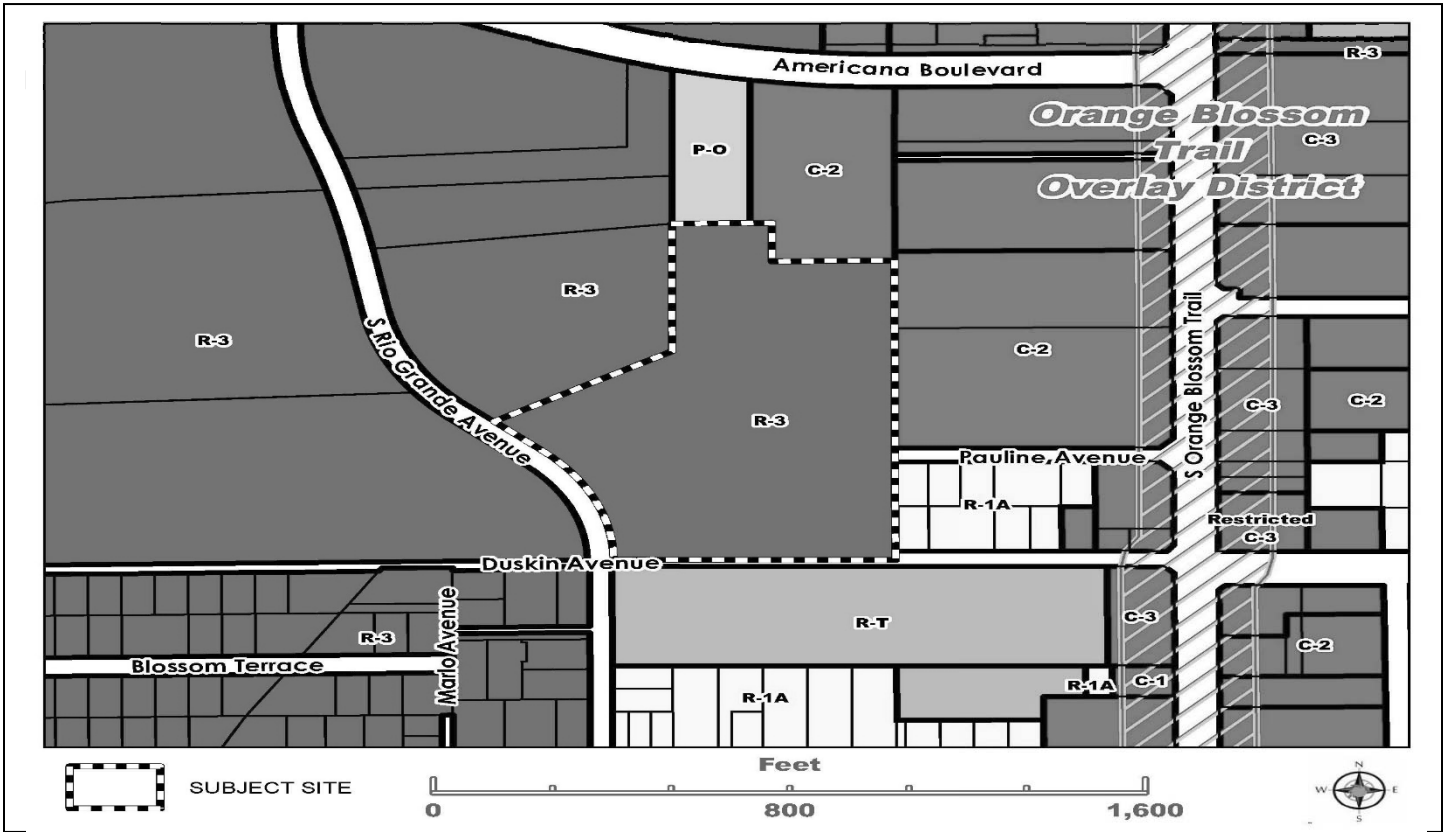 Americana Boulevard
R-3
Orange Blossom
Trail
Overlay District
C-3
P-O
C-2
R-3
R-3
S Rio Grande Avenue
C-2
S Orange Blossom Trail
C-3
C-2
R-3
Pauline Avenue
R-1A
Restricted
C-3
Duskin Avenue
Marlo Avenue
R-T
C-3
R-3
Blossom Terrace
C-2
R-1A
R-1A
C-1
SUBJECT SITE
Feet
0
800
1,600
N
W
E
S